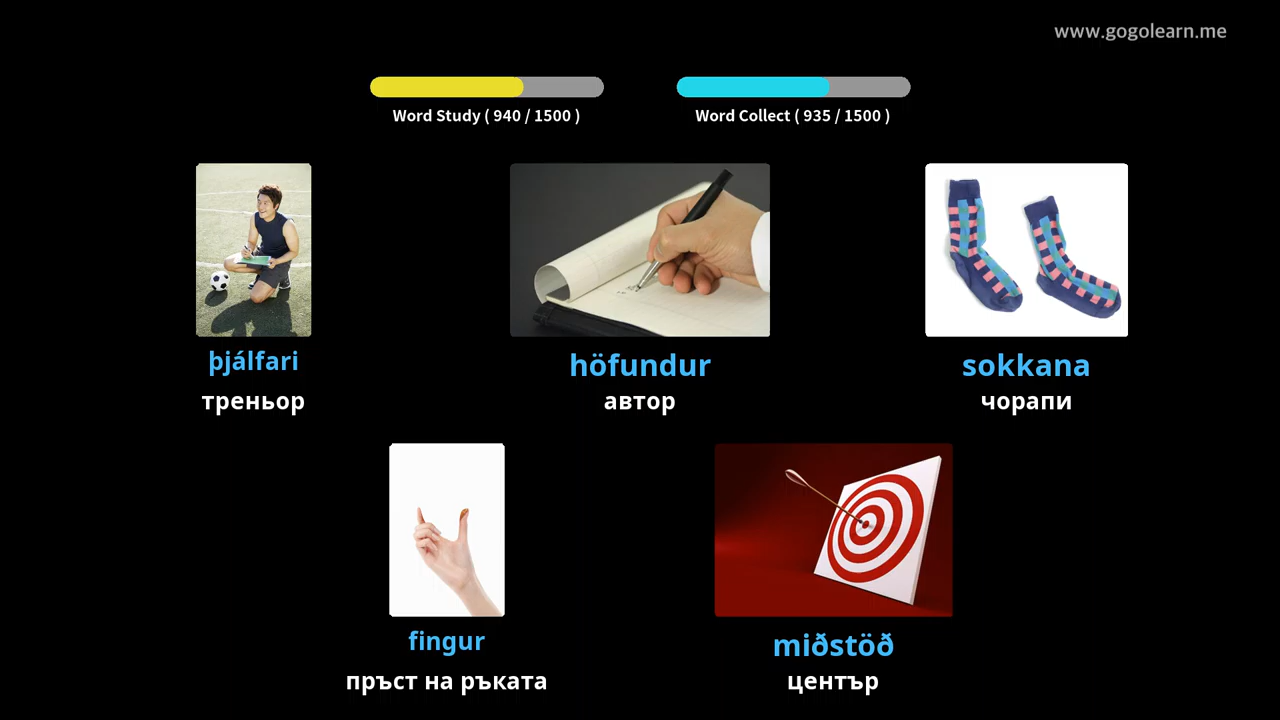 www.gogolearn.me
Word Study ( 940 / 1500 )
Word Collect ( 935 / 1500 )
þjálfari
треньор
höfundur
автор
sokkana
чорапи
fingur
пръст на ръката
miðstöð
център